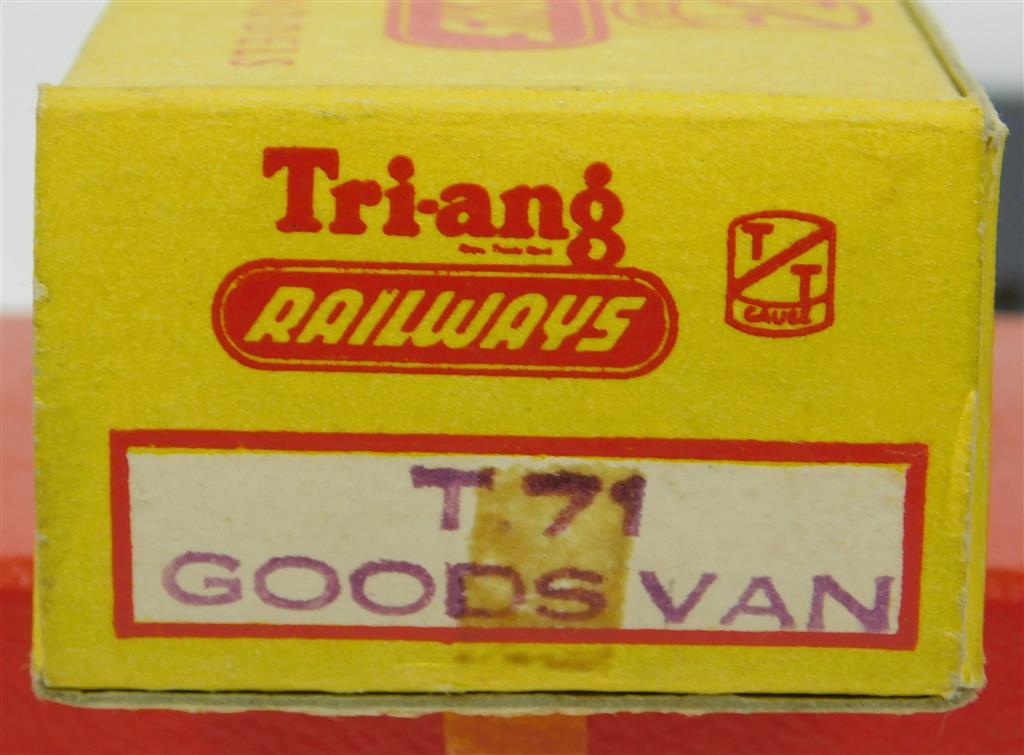 Tri-ang
RAILWAYS
T
T
GAUGE
T. 71
GOODS VAN